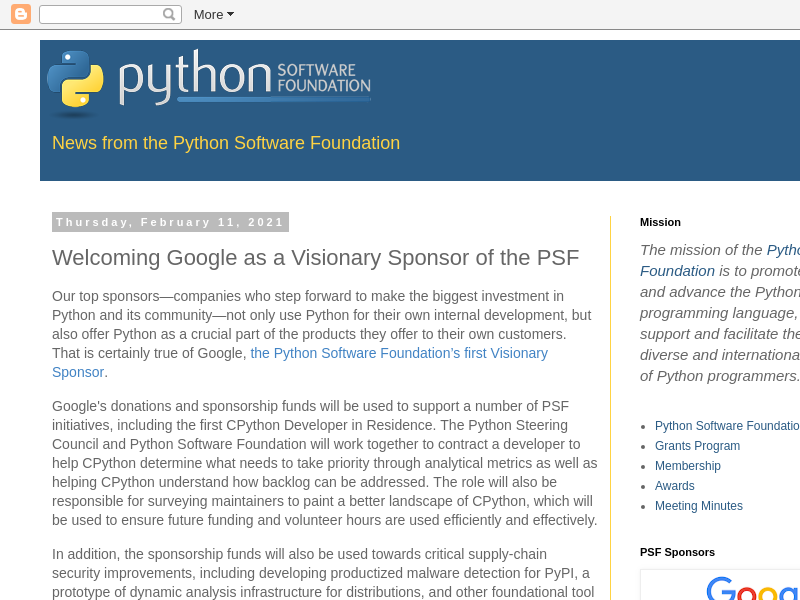 More
python SOFTWARE
FOUNDATION
News from the Python Software Foundation
Thursday, February 11, 2021
Welcoming Google as a Visionary Sponsor of the PSF
Our top sponsors—companies who step forward to make the biggest investment in
Python and its community—not only use Python for their own internal development, but
also offer Python as a crucial part of the products they offer to their own customers.
That is certainly true of Google, the Python Software Foundation’s first Visionary
Sponsor.
Google's donations and sponsorship funds will be used to support a number of PSF
initiatives, including the first CPython Developer in Residence. The Python Steering
Council and Python Software Foundation will work together to contract a developer to
help CPython determine what needs to take priority through analytical metrics as well as
helping CPython understand how backlog can be addressed. The role will also be
responsible for surveying maintainers to paint a better landscape of CPython, which will
be used to ensure future funding and volunteer hours are used efficiently and effectively.
In addition, the sponsorship funds will also be used towards critical supply-chain
security improvements, including developing productized malware detection for PyPI, a
prototype of dynamic analysis infrastructure for distributions, and other foundational tool
Mission
The mission of the Pytho
Foundation is to promote
and advance the Python
programming language,
support and facilitate the
diverse and internationa
of Python programmers.
Python Software Foundatio
Grants Program
Membership
Awards
Meeting Minutes
PSF Sponsors
Goog